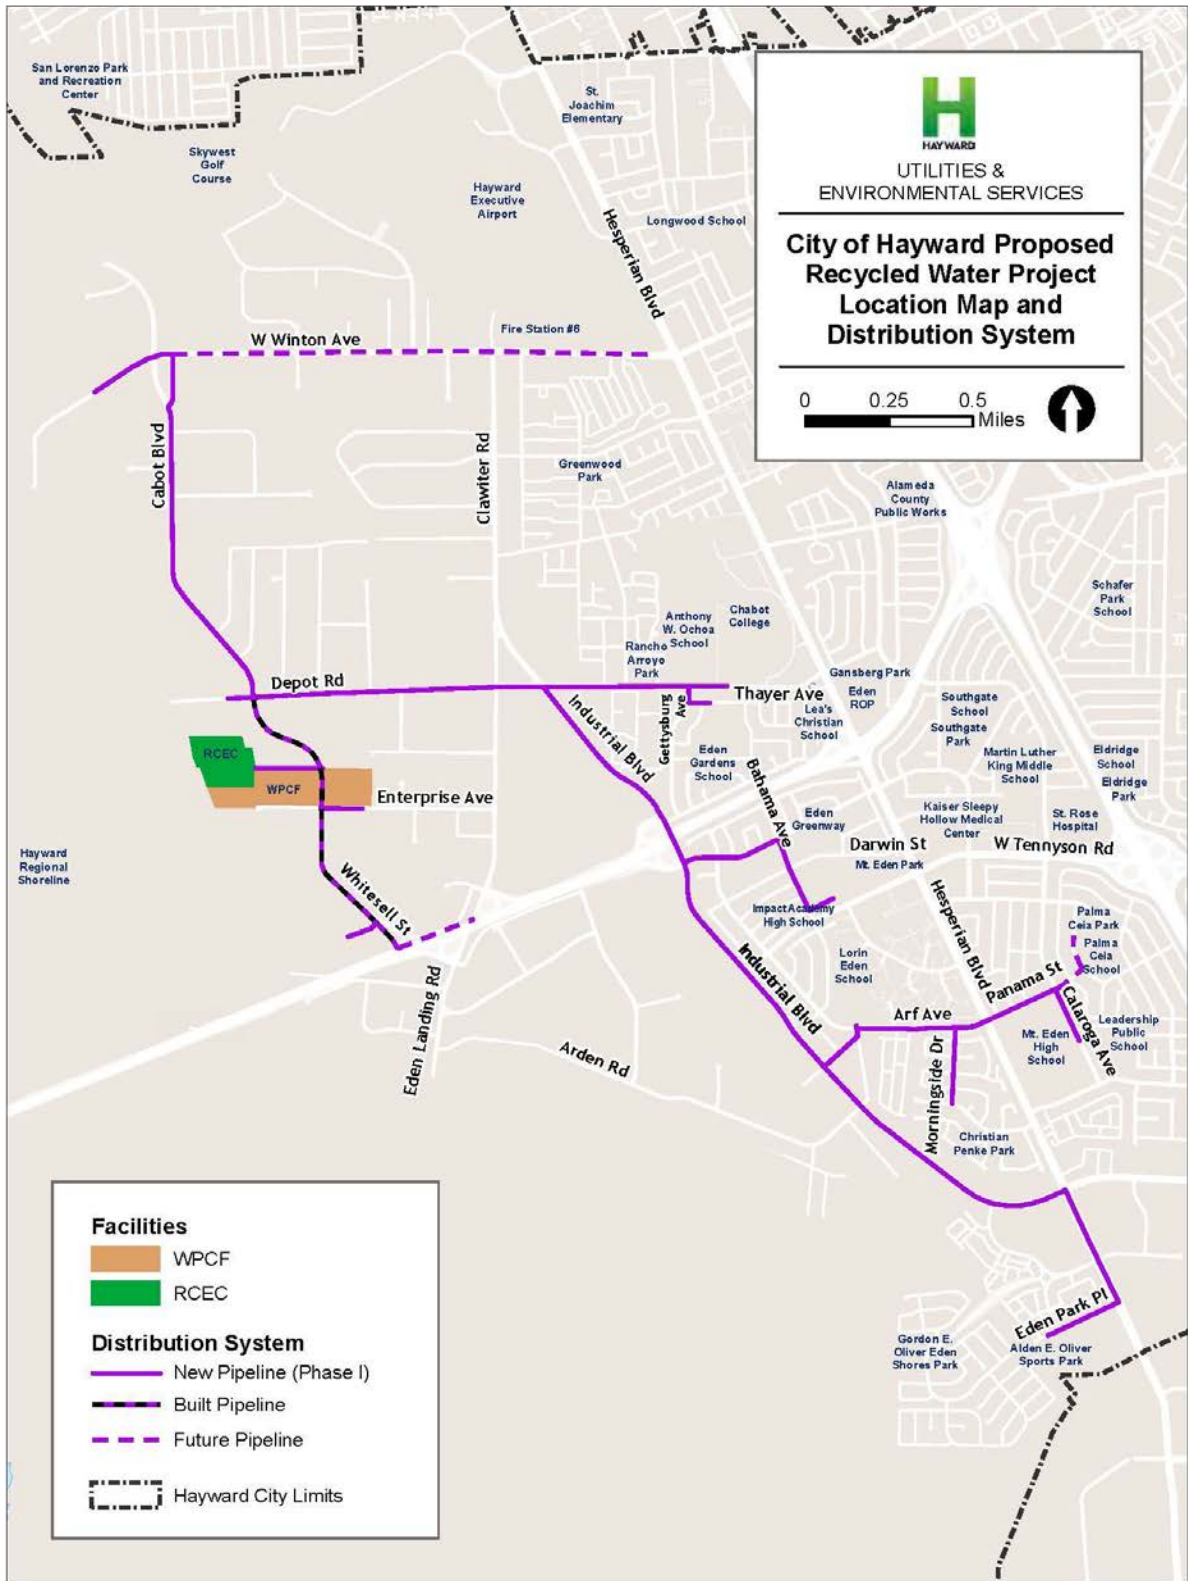 San Lorenzo Park
and Recreation
Center
St.
Joachim
Elementary
Skywest
Golf
Course
Hayward
Executive
Airport
Longwood School
Hesperian Blvd
H
HAYWARD
UTILITIES &
ENVIRONMENTAL SERVICES
City of Hayward Proposed
Recycled Water Project
Location Map and
Distribution System
0 0.25 0.5
Miles
W Winton Ave
Fire Station #6
Cabot Blvd
Clawiter Rd
Greenwood
Park
Alameda
County
Public Works
Schafer
Park
School
Anthony
W. Ochoa
School
Chabot
College
Rancho
Arroyo
Park
Gansberg Park
Depot Rd
Thayer Ave
Gettysburg
Ave
Lea's
Christian
School
Eden
ROP
Southgate
School
Southgate
Park
Industrial Blvd
Eden
Gardens
School
Bahama Ave
Martin Luther
King Middle
School
Eldridge
School
Eldridge
Park
RCEC
WPCF
Enterprise Ave
Eden
Greenway
Kaiser Sleepy
Hollow Medical
Center
St. Rose
Hospital
Darwin St
W Tennyson Rd
Mt. Eden Park
Hayward
Regional
Shoreline
Whitesell St
Impact Academy
High School
Hesperian Blvd
Palma
Ceia Park
Palma
Ceia
School
Lorin
Eden
School
Industrial Blvd
Panama St
Eden Landing Rd
Arf Ave
Calaroga Ave
Mt. Eden
High
School
Leadership
Public
School
Arden Rd
Morningside Dr
Christian
Penke Park
Eden Park Pl
Gordon E.
Oliver Eden
Shores Park
Alden E. Oliver
Sports Park
Facilities
WPCF
RCEC
Distribution System
New Pipeline (Phase I)
Built Pipeline
Future Pipeline
Hayward City Limits